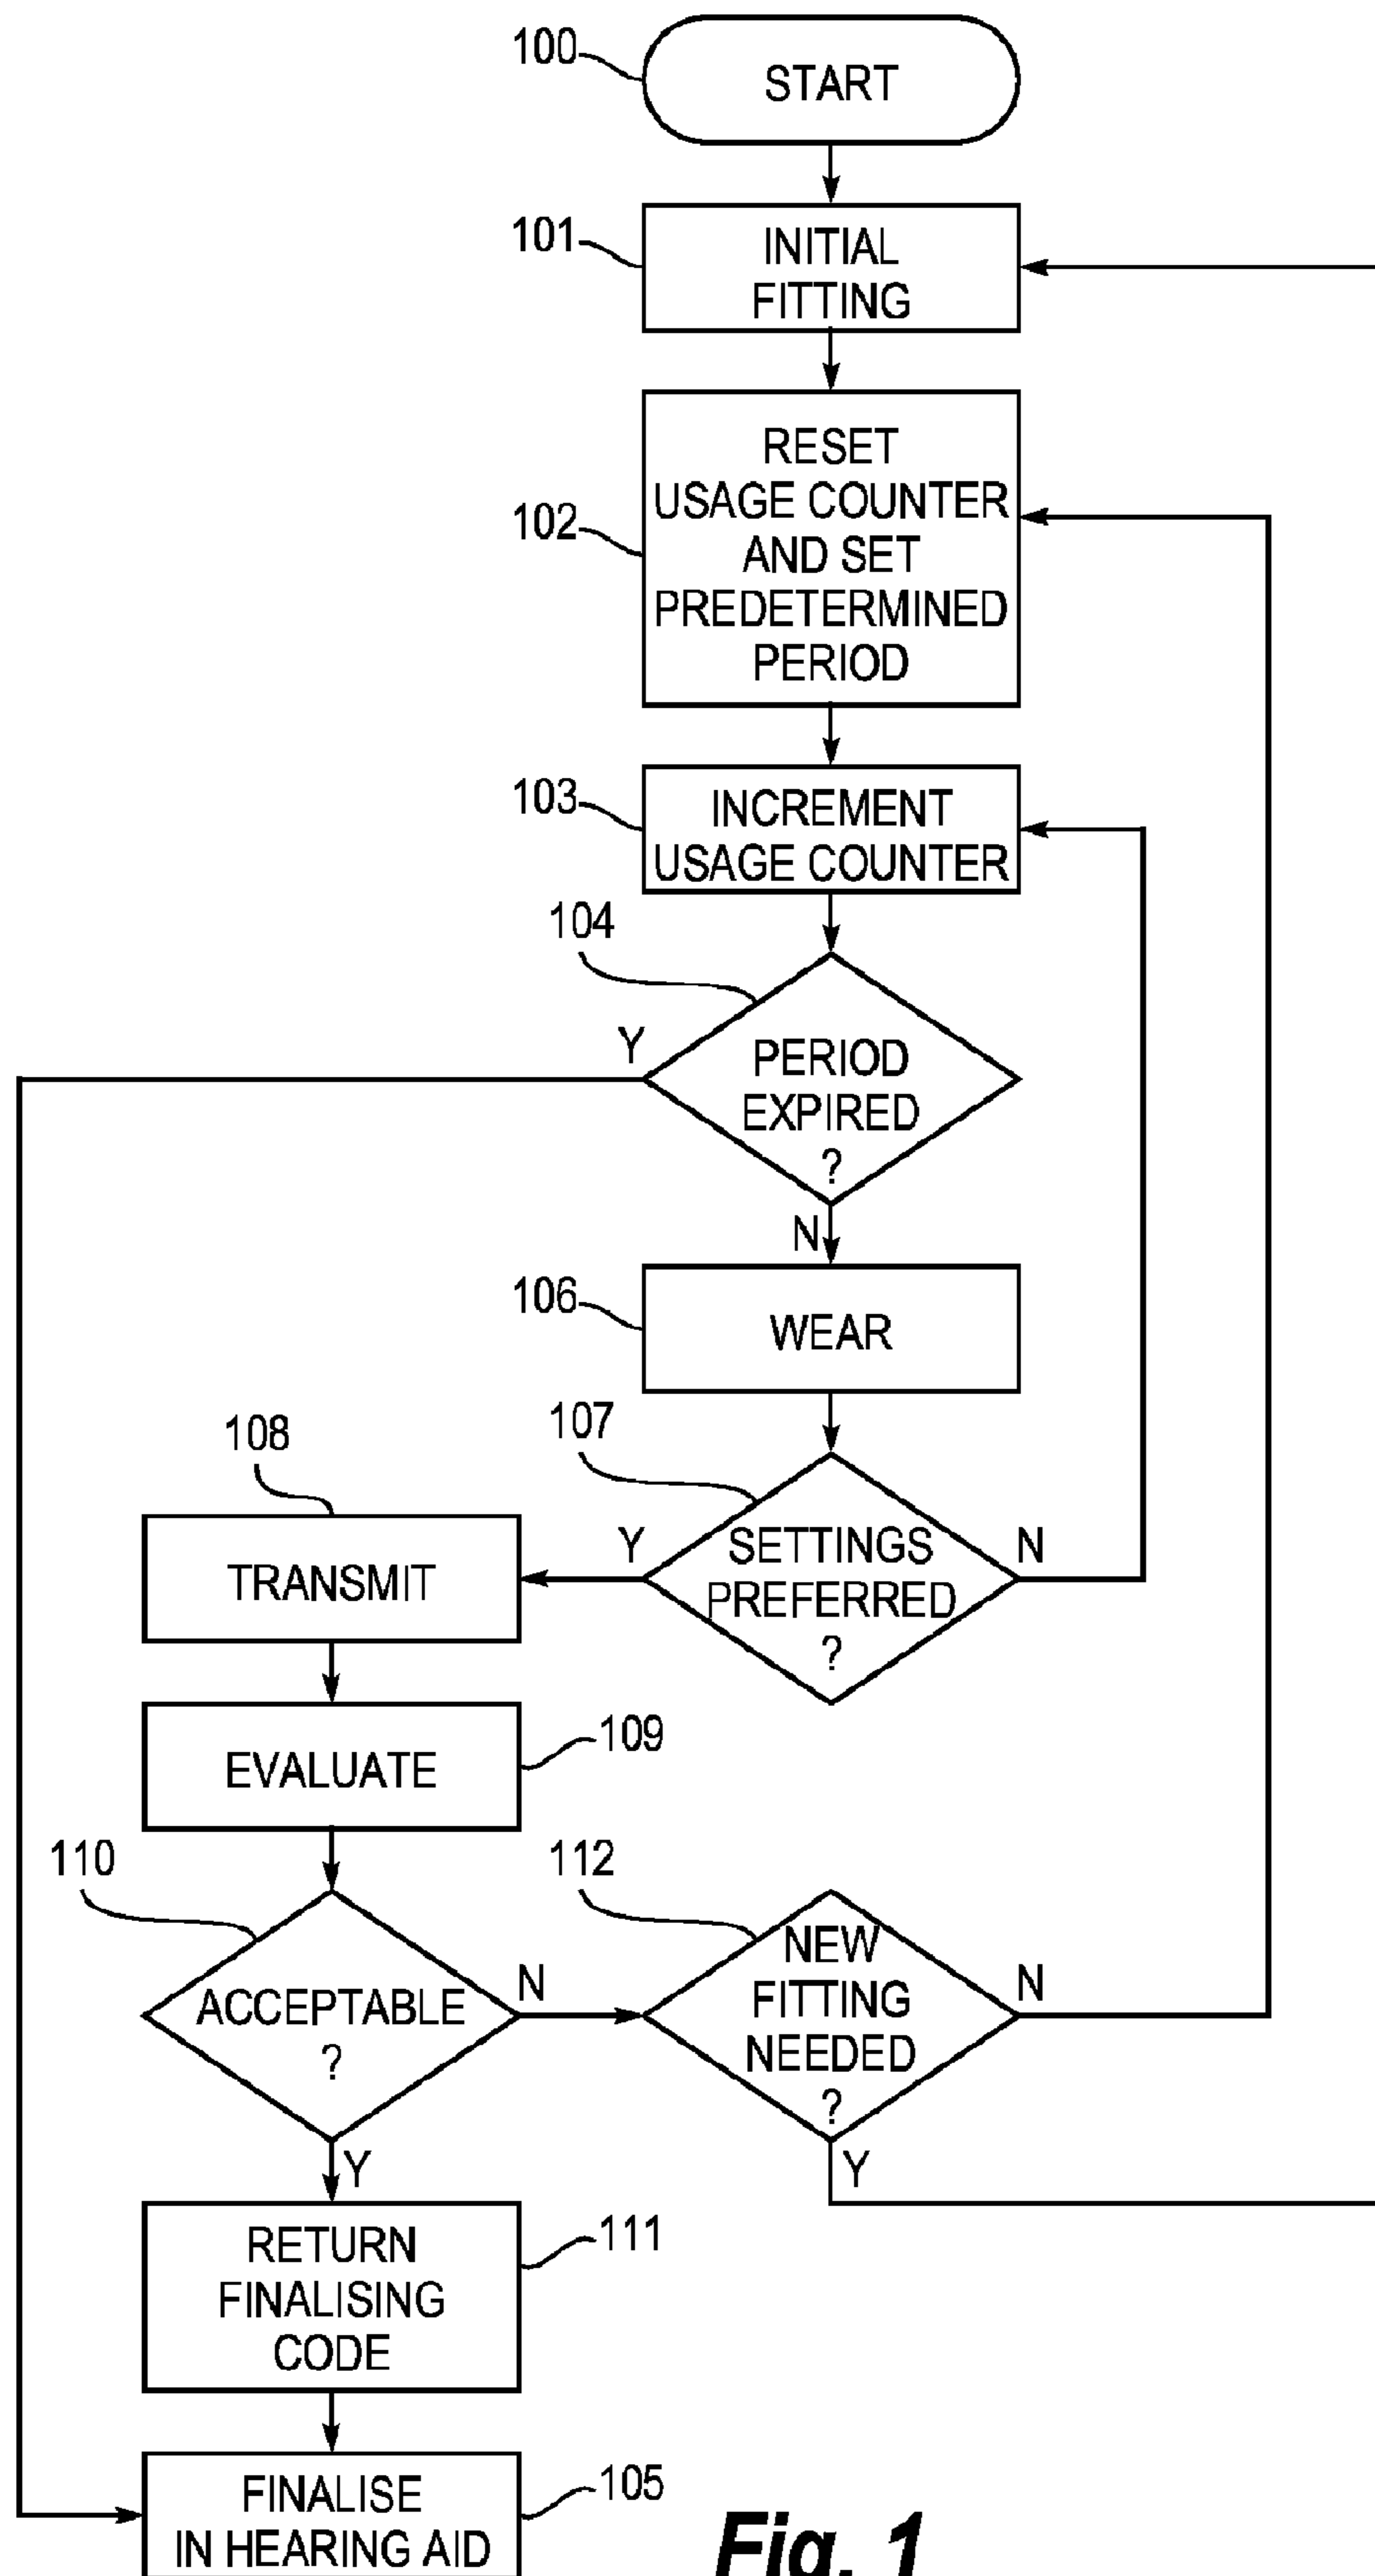 100
START
101
INITIAL
FITTING
102
RESET
USAGE COUNTER
AND SET
PREDETERMINED
PERIOD
103
INCREMENT
USAGE COUNTER
104
Y
PERIOD
EXPIRED
?
N
106
WEAR
107
108
TRANSMIT
Y
SETTINGS
PREFERRED
?
N
EVALUATE
109
110
ACCEPTABLE
?
N
112
NEW
FITTING
NEEDED
?
N
Y
Y
RETURN
FINALISING
CODE
111
FINALISE
IN HEARING AID
105
Fig. 1